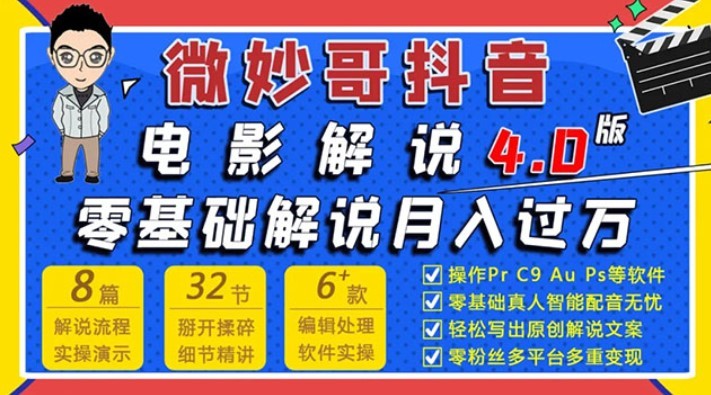 微妙哥抖音
电影解说4.0版
零基础解说月入过万
8篇
解说流程
实操演示
32节
掰开揉碎
细节精讲
6+款
编辑处理
软件实操
操作Pr C9 Au Ps等软件
零基础真人智能配音无忧
轻松写出原创解说文案
零粉丝多平台多重变现